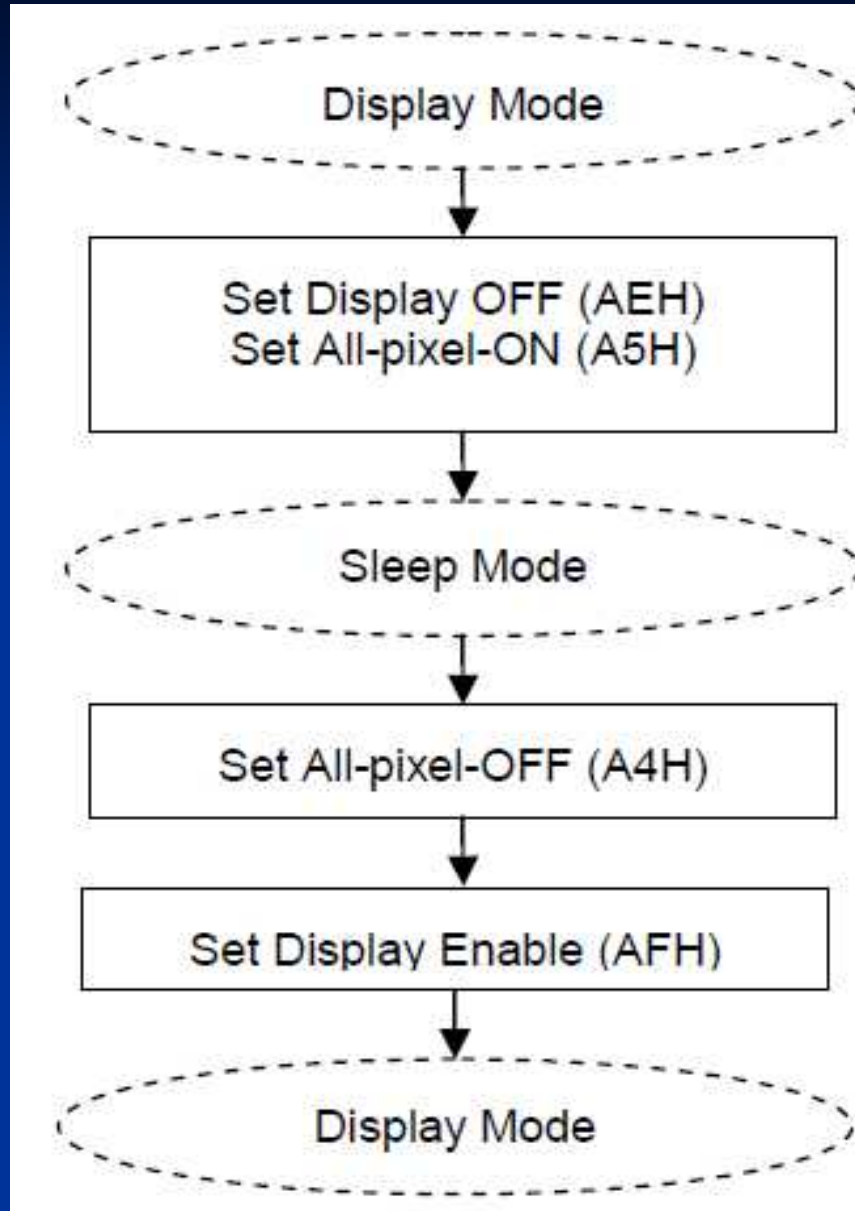 Display Mode
Set Display OFF (AEH)
Set All-pixel-ON (A5H)
Sleep Mode
Set All-pixel-OFF (A4H)
Set Display Enable (AFH)
Display Mode